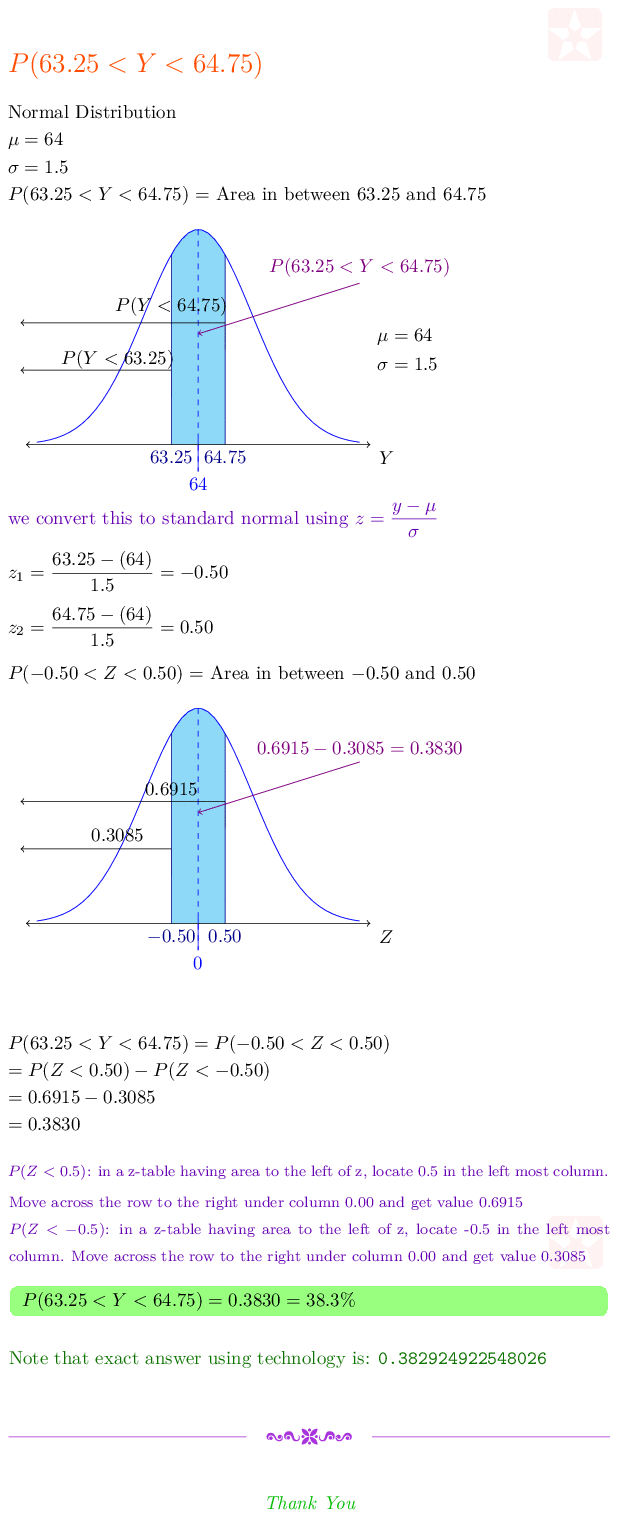 P(63.25 < Y < 64.75)
Normal Distribution
μ = 64
σ = 1.5
P(63.25 < Y < 64.75) = Area in between 63.25 and 64.75
P(63.25 < Y < 64.75)
P(Y < 64.75)
μ = 64
P(Y < 63.25)
σ = 1.5
63.25 64.75
Y
64
we convert this to standard normal using z = (y − μ)/σ
z₁ = (63.25 − (64))/1.5 = −0.50
z₂ = (64.75 − (64))/1.5 = 0.50
P(−0.50 < Z < 0.50) = Area in between −0.50 and 0.50
0.6915 − 0.3085 = 0.3830
0.6915
0.3085
−0.50 0.50
Z
0
P(63.25 < Y < 64.75) = P(−0.50 < Z < 0.50)
= P(Z < 0.50) − P(Z < −0.50)
= 0.6915 − 0.3085
= 0.3830
P(Z < 0.5): in a z-table having area to the left of z, locate 0.5 in the left most column.
Move across the row to the right under column 0.00 and get value 0.6915
P(Z < −0.5): in a z-table having area to the left of z, locate -0.5 in the left most
column. Move across the row to the right under column 0.00 and get value 0.3085
P(63.25 < Y < 64.75) = 0.3830 = 38.3%
Note that exact answer using technology is: 0.382924922548026
Thank You